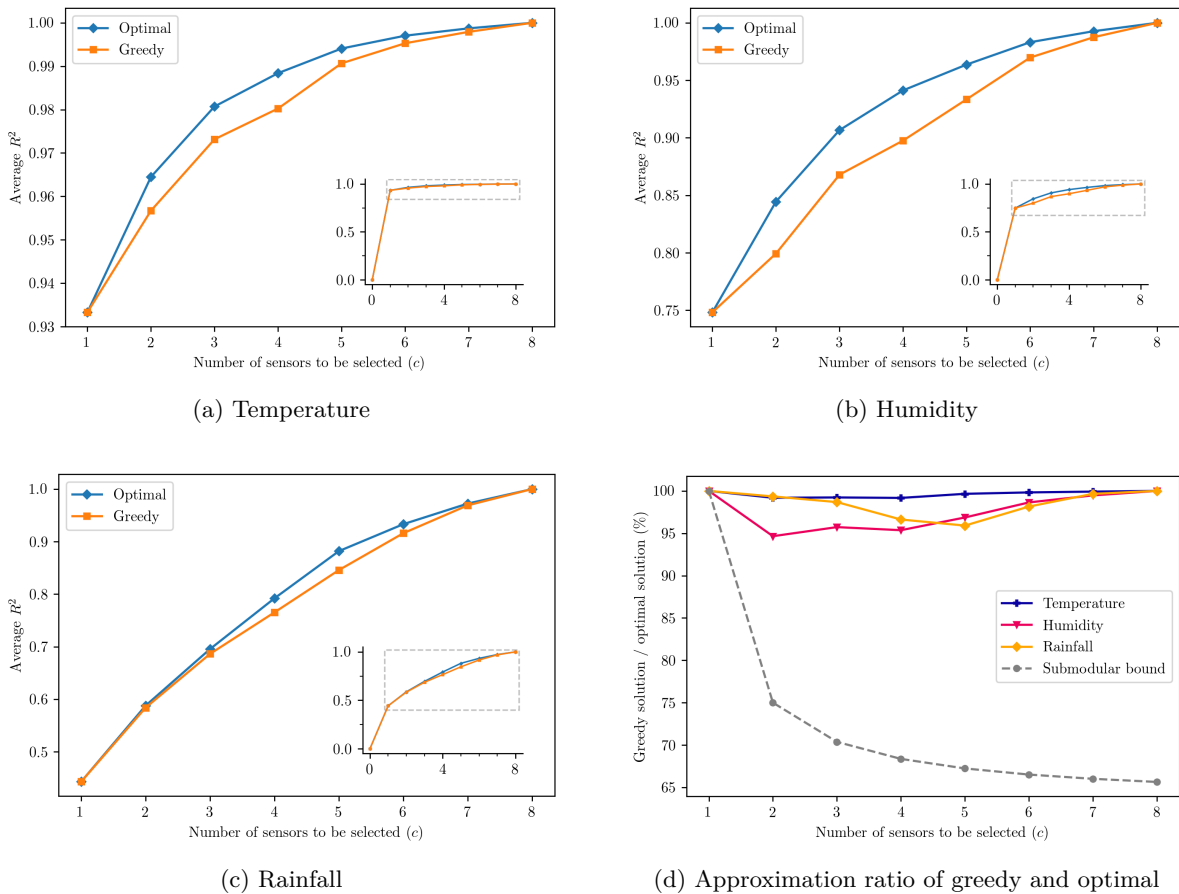 1.00
0.99
0.98
0.97
0.96
0.95
0.94
0.93
Average R²
Optimal
Greedy
1.0
0.5
0.0
0 4 8
1 2 3 4 5 6 7 8
Number of sensors to be selected (c)
(a) Temperature
1.00
0.95
0.90
0.85
0.80
0.75
Average R²
Optimal
Greedy
1.0
0.5
0.0
0 4 8
1 2 3 4 5 6 7 8
Number of sensors to be selected (c)
(b) Humidity
1.0
0.9
0.8
0.7
0.6
0.5
Average R²
Optimal
Greedy
1.0
0.5
0.0
0 4 8
1 2 3 4 5 6 7 8
Number of sensors to be selected (c)
(c) Rainfall
100
95
90
85
80
75
70
65
Greedy solution / optimal solution (%)
Temperature
Humidity
Rainfall
Submodular bound
1 2 3 4 5 6 7 8
Number of sensors to be selected (c)
(d) Approximation ratio of greedy and optimal